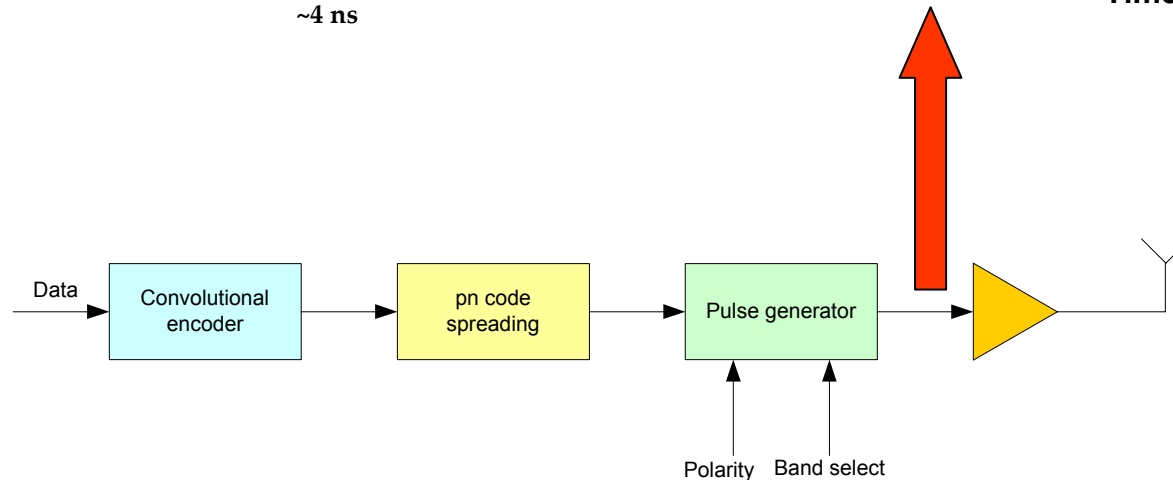 ~4 ns
Data
Convolutional
encoder
pn code
spreading
Pulse generator
Polarity
Band select